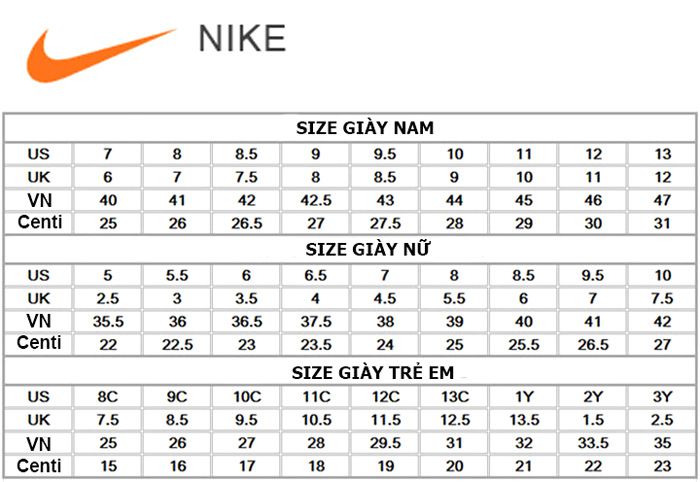 NIKE
SIZE GIÀY NAM
US 7 8 8.5 9 9.5 10 11 12 13
UK 6 7 7.5 8 8.5 9 10 11 12
VN 40 41 42 42.5 43 44 45 46 47
Centi 25 26 26.5 27 27.5 28 29 30 31
SIZE GIÀY NỮ
US 5 5.5 6 6.5 7 8 8.5 9.5 10
UK 2.5 3 3.5 4 4.5 5.5 6 7 7.5
VN 35.5 36 36.5 37.5 38 39 40 41 42
Centi 22 22.5 23 23.5 24 25 25.5 26.5 27
SIZE GIÀY TRẺ EM
US 8C 9C 10C 11C 12C 13C 1Y 2Y 3Y
UK 7.5 8.5 9.5 10.5 11.5 12.5 13.5 1.5 2.5
VN 25 26 27 28 29.5 31 32 33.5 35
Centi 15 16 17 18 19 20 21 22 23